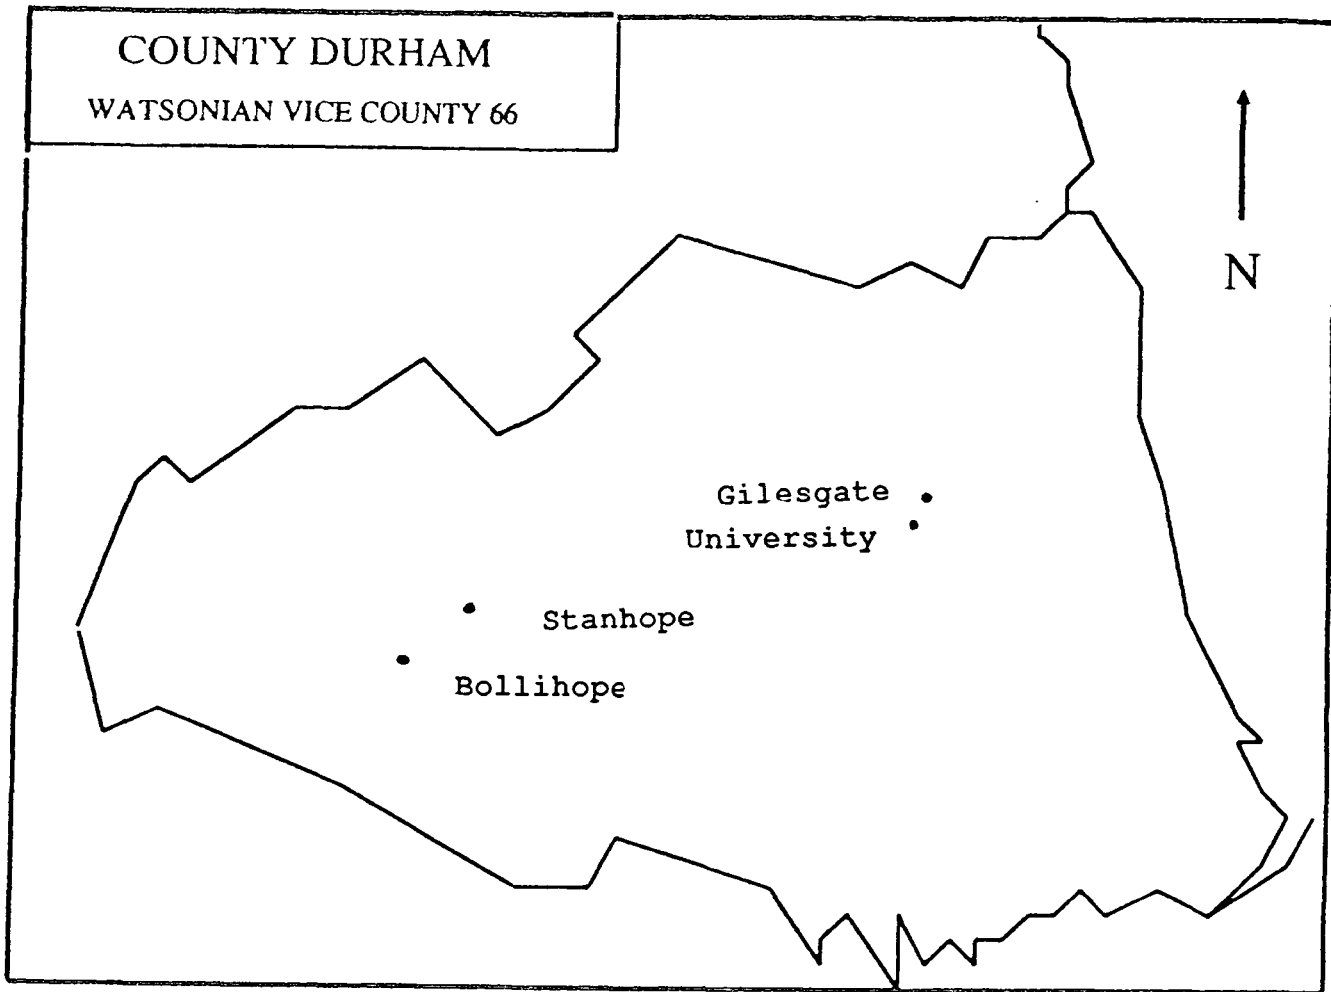 COUNTY DURHAM
WATSONIAN VICE COUNTY 66
N
Gilesgate
University
Stanhope
Bollihope